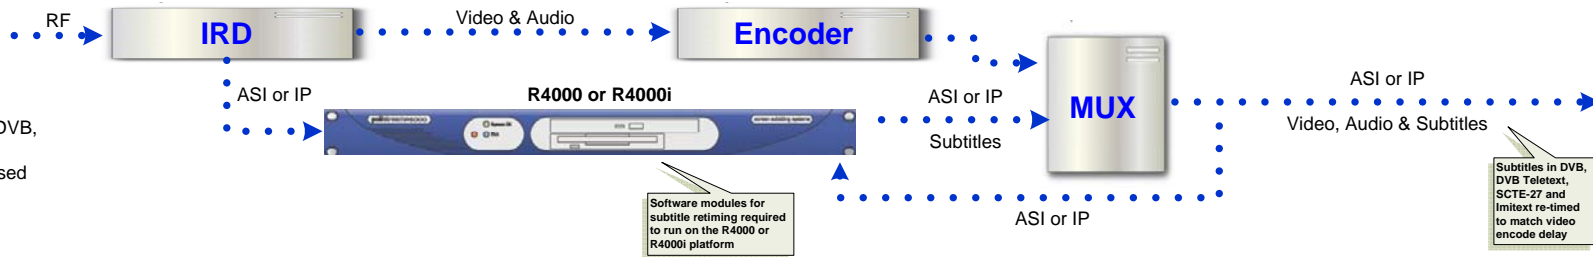 RF
IRD
Video & Audio
Encoder
ASI or IP
R4000 or R4000i
ASI or IP
Subtitles
MUX
ASI or IP
Video, Audio & Subtitles
DVB,
sed
ASI or IP
Software modules for
subtitle retiming required
to run on the R4000 or
R4000i platform
Subtitles in DVB,
DVB Teletext,
SCTE-27 and
Imitext re-timed
to match video
encode delay